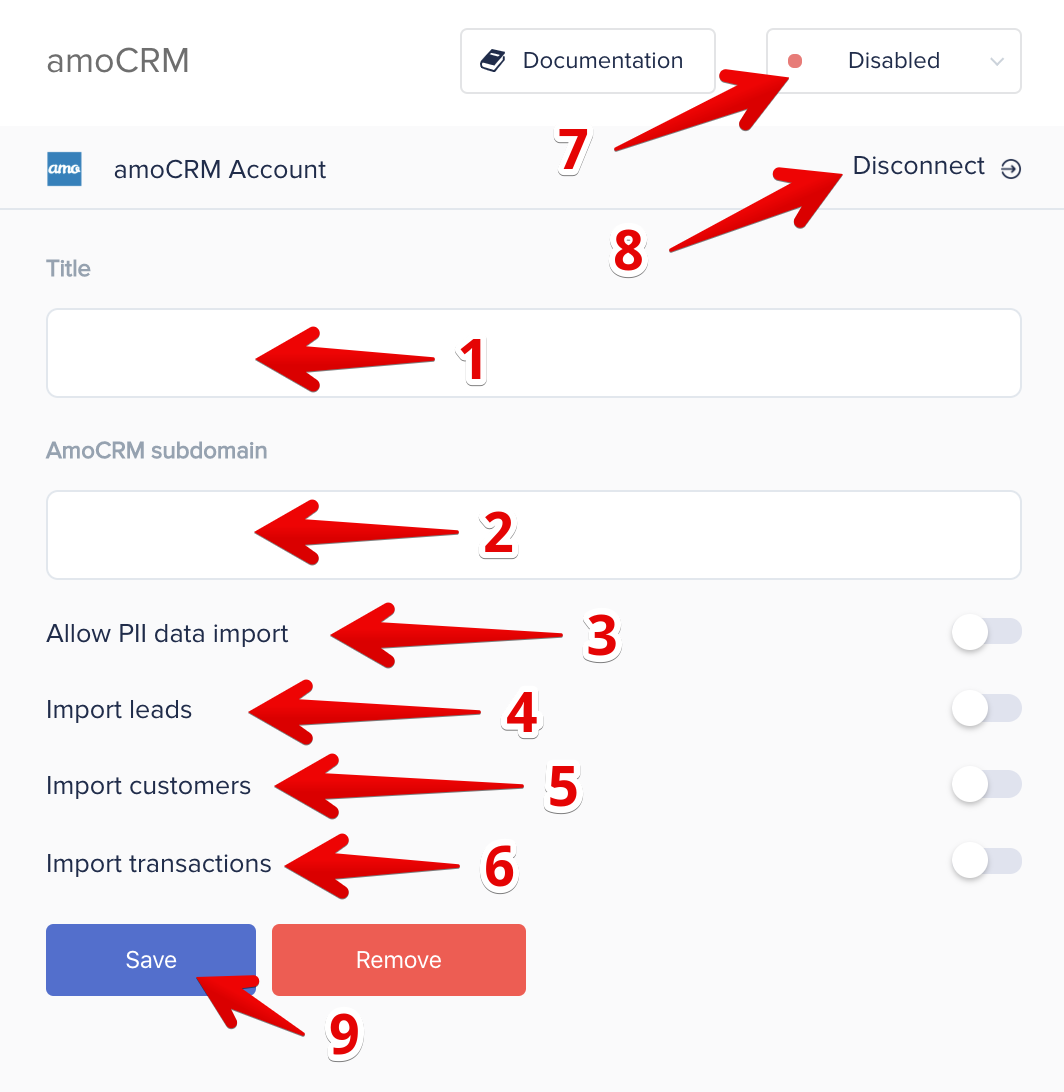 amoCRM
Documentation
Disabled
7
amo
amoCRM Account
Disconnect
8
Title
1
AmoCRM subdomain
2
Allow PII data import
3
Import leads
4
Import customers
5
Import transactions
6
Save
Remove
9